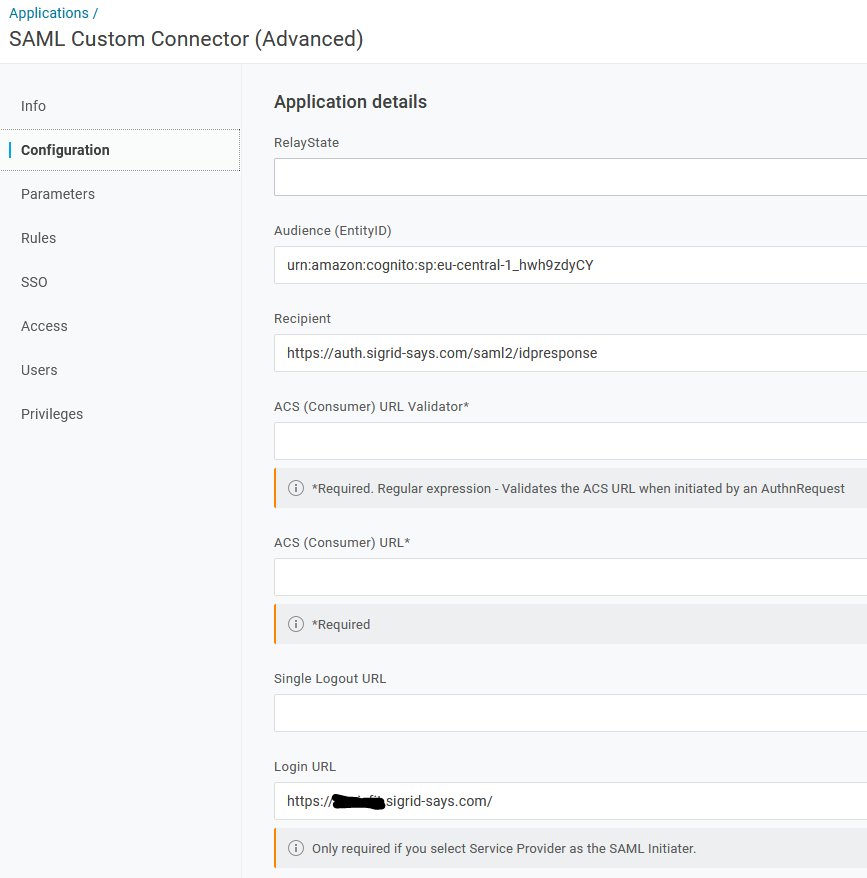 Applications /
SAML Custom Connector (Advanced)
Info
Configuration
Parameters
Rules
SSO
Access
Users
Privileges
Application details
RelayState
Audience (EntityID)
urn:amazon:cognito:sp:eu-central-1_hwh9zdyCY
Recipient
https://auth.sigrid-says.com/saml2/idpresponse
ACS (Consumer) URL Validator*
*Required. Regular expression - Validates the ACS URL when initiated by an AuthnRequest
ACS (Consumer) URL*
*Required
Single Logout URL
Login URL
https:// .sigrid-says.com/
Only required if you select Service Provider as the SAML Initiater.